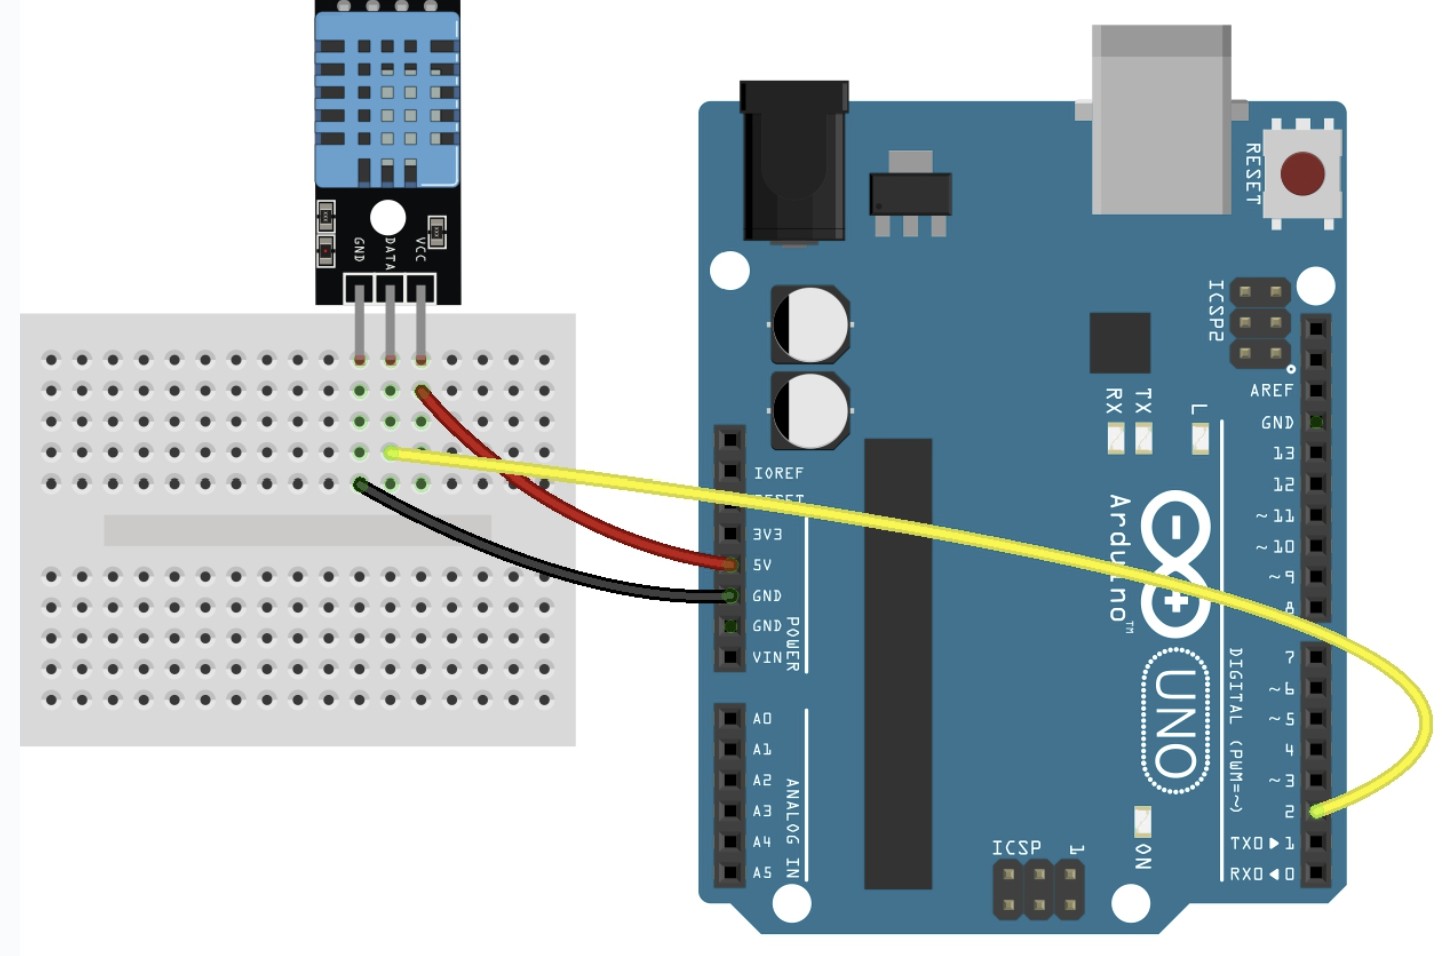 GND
DATA
VCC
RESET
ICSP2
AREF
GND
RX
TX
L
13
12
~11
~10
~9
8
IOREF
RESET
3V3
5V
GND
GND
VIN
POWER
Arduino™
UNO
7
~6
~5
4
~3
2
TX0▶1
RX0◀0
DIGITAL (PWM=~)
A0
A1
A2
A3
A4
A5
ANALOG IN
ICSP
1
ON